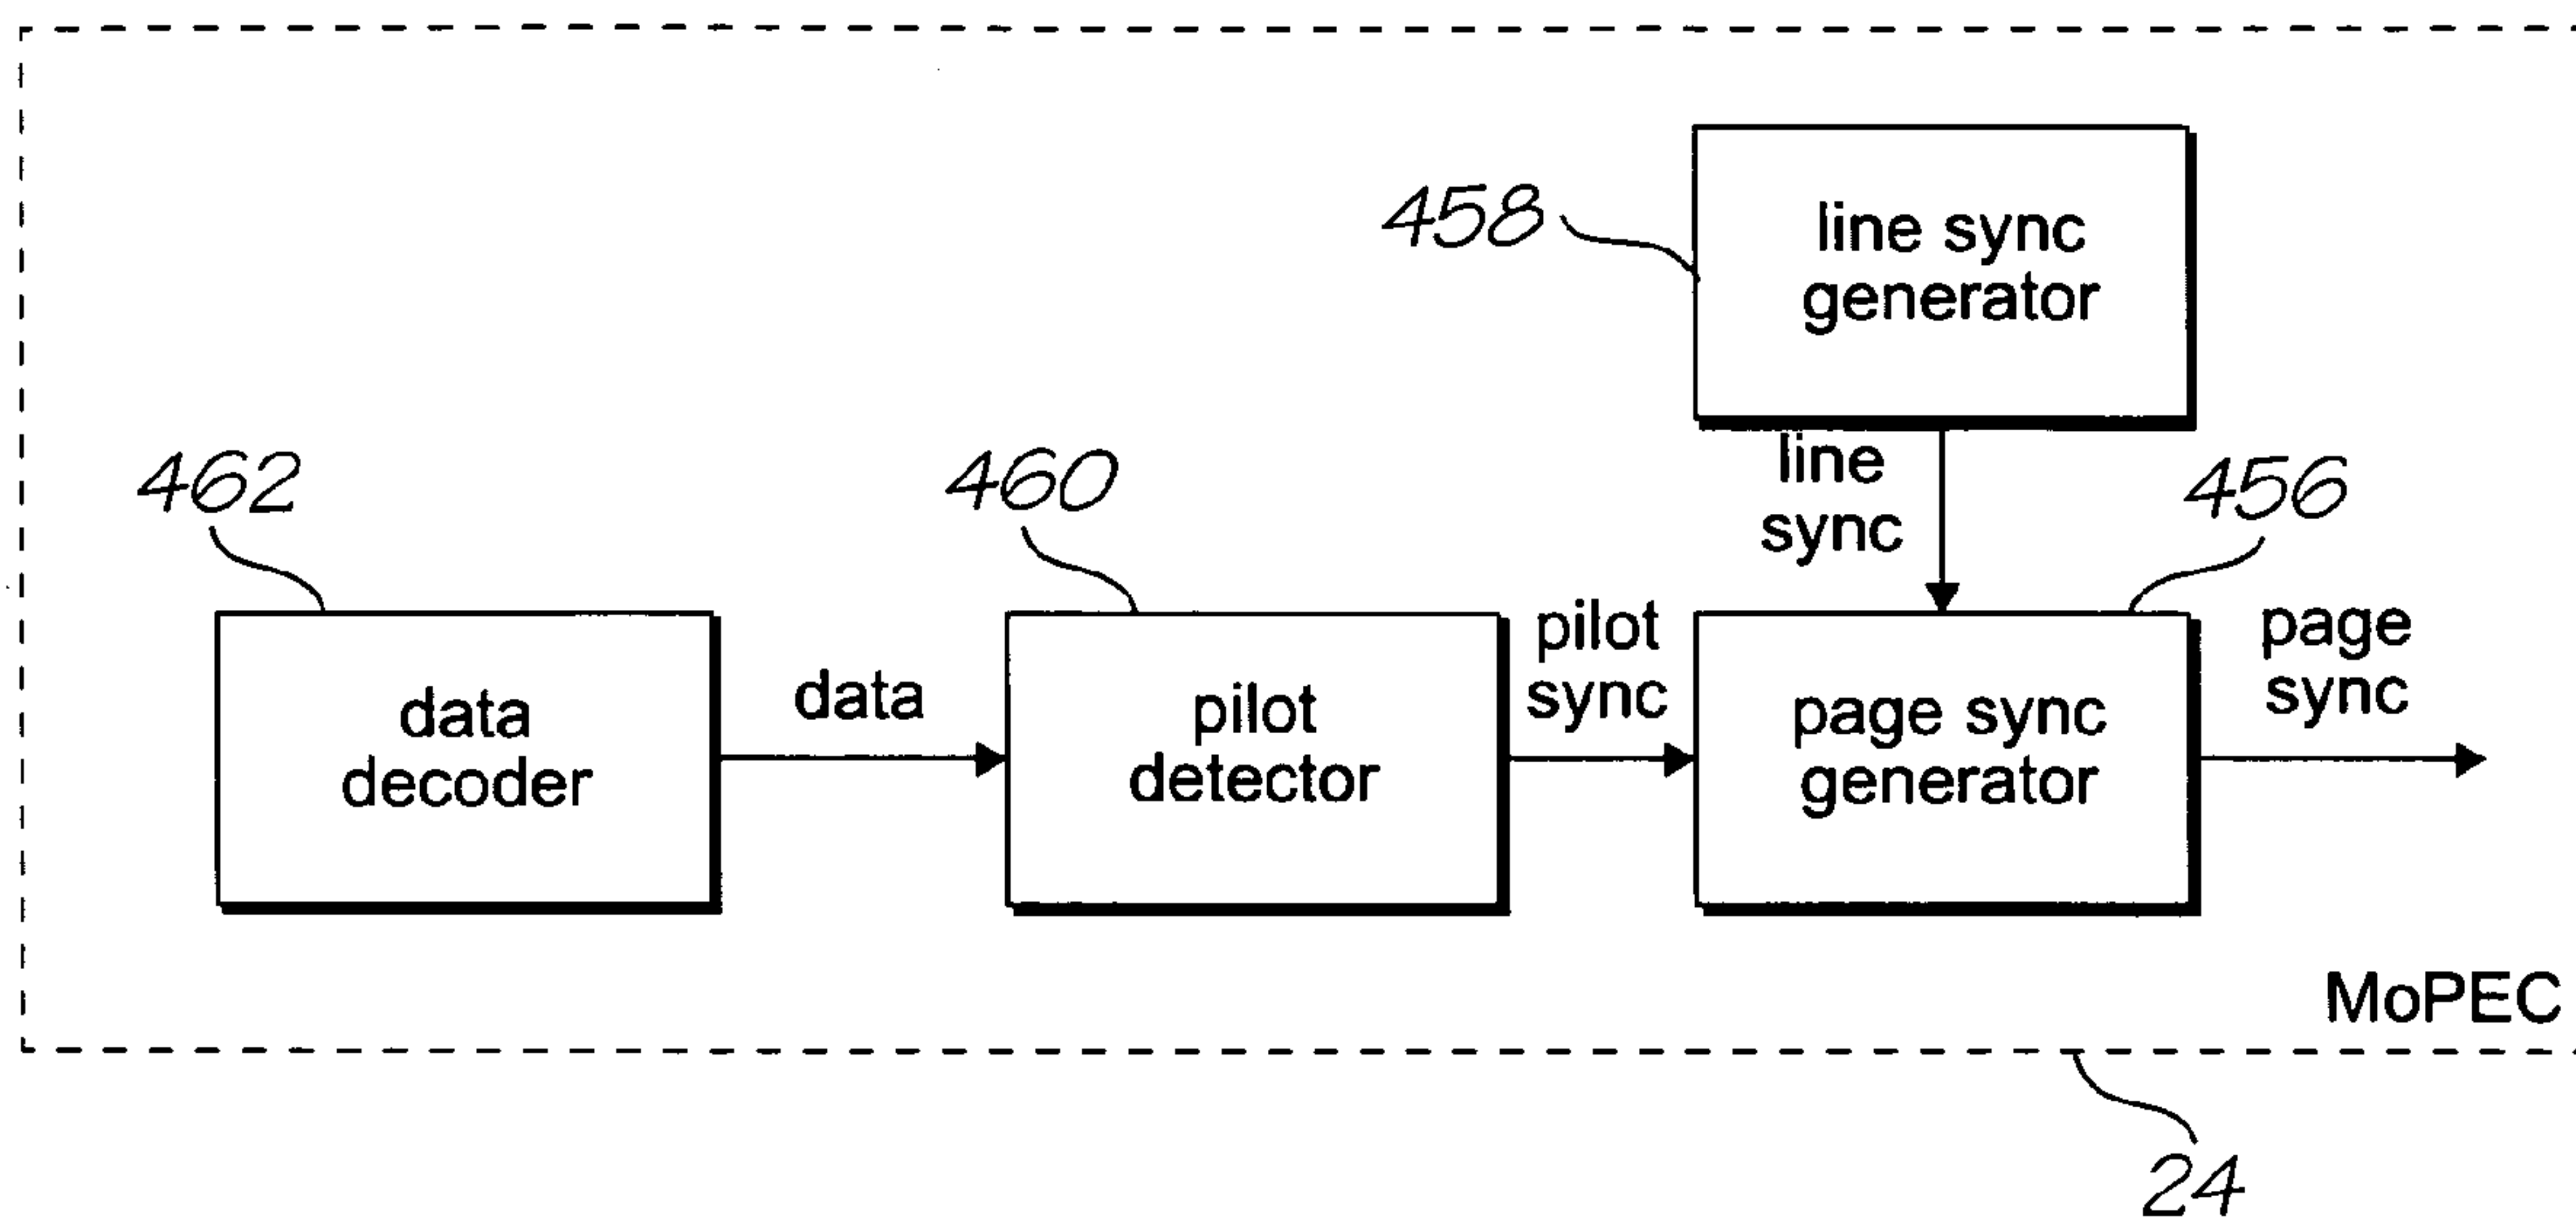 458
line sync
generator
line
sync
462
460
456
data
decoder
data
pilot
detector
pilot
sync
page sync
generator
page
sync
MoPEC
24